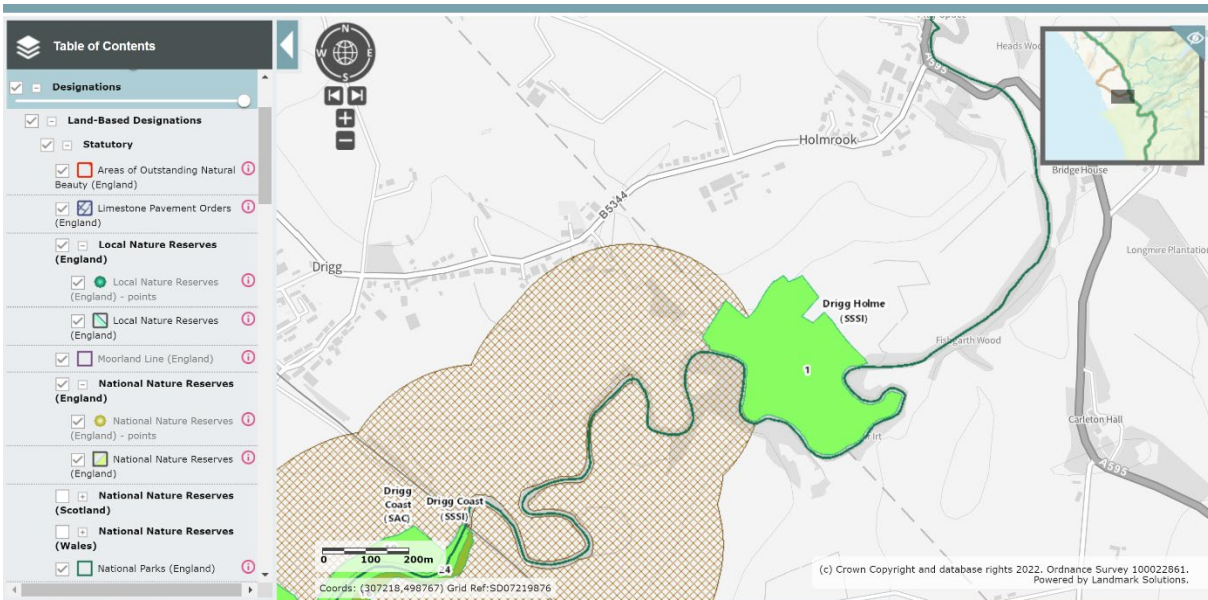 Table of Contents
Designations
Land-Based Designations
Statutory
Areas of Outstanding Natural
Beauty (England)
Limestone Pavement Orders
(England)
Local Nature Reserves
(England)
Local Nature Reserves
(England) - points
Local Nature Reserves
(England)
Moorland Line (England)
National Nature Reserves
(England)
National Nature Reserves
(England) - points
National Nature Reserves
(England)
National Nature Reserves
(Scotland)
National Nature Reserves
(Wales)
National Parks (England)
N
W E
S
A595
Heads Woo
Holmrook
Bridge House
B5344
Longmire Plantation
Drigg
Drigg Holme
(SSSI)
Fishgarth Wood
1
Carleton Hall
Irt
A595
Drigg
Coast
(SAC)
Drigg Coast
(SSSI)
24
0 100 200m
Coords: (307218,498767) Grid Ref:SD07219876
(c) Crown Copyright and database rights 2022. Ordnance Survey 100022861.
Powered by Landmark Solutions.